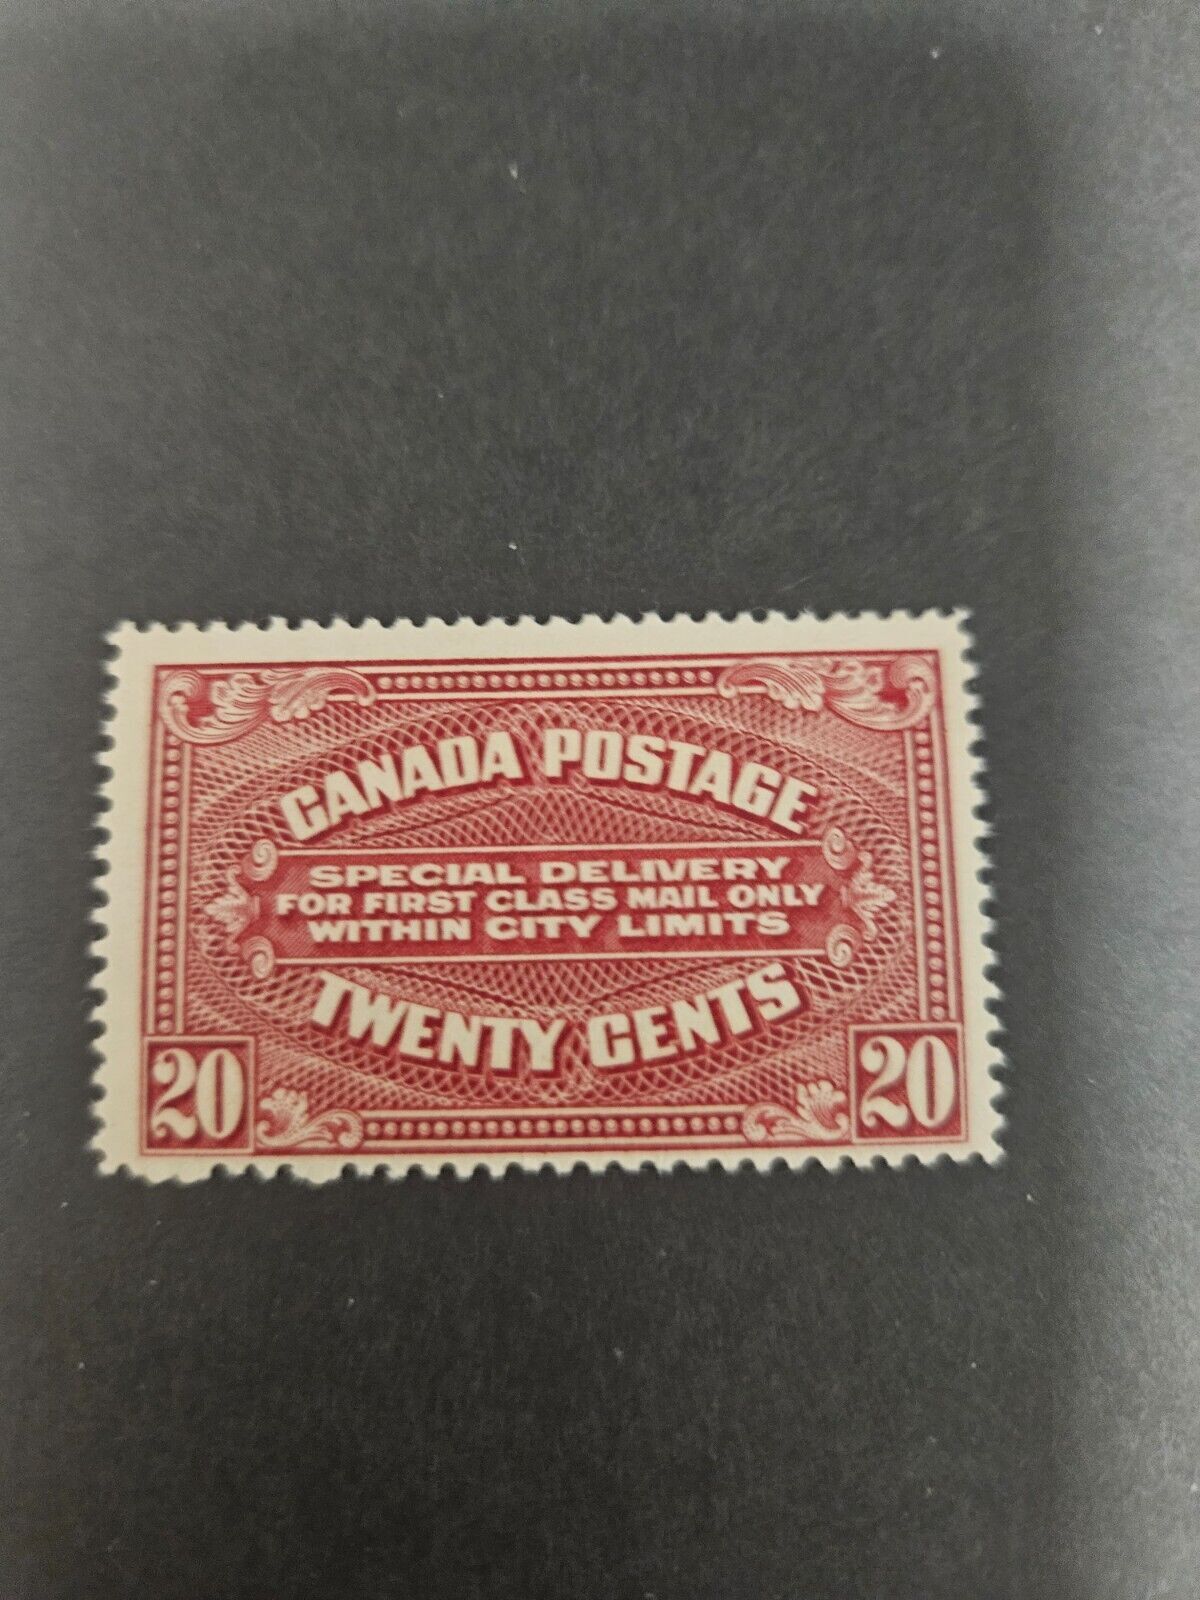 CANADA POSTAGE
SPECIAL DELIVERY
FOR FIRST CLASS MAIL ONLY
WITHIN CITY LIMITS
TWENTY CENTS
20 20